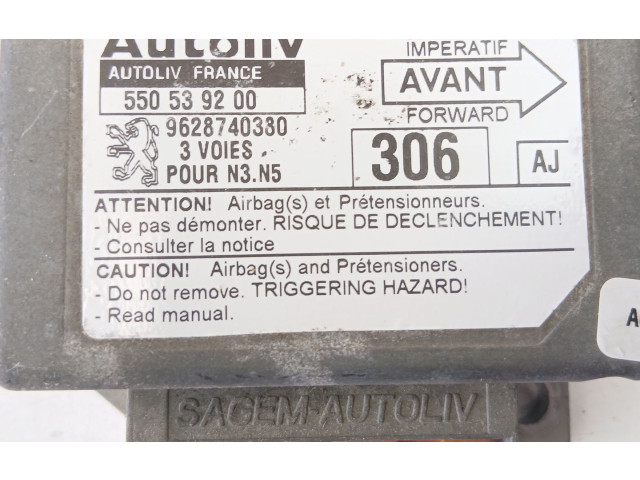 Autoliv
AUTOLIV FRANCE
550 53 92 00
9628740380
3 VOIES
POUR N3.N5
IMPERATIF
AVANT
FORWARD
306
AJ
ATTENTION! Airbag(s) et Prétensionneurs.
- Ne pas démonter. RISQUE DE DECLENCHEMENT!
- Consulter la notice
CAUTION! Airbag(s) and Prétensioners.
- Do not remove. TRIGGERING HAZARD!
- Read manual.
SAGEM-AUTOLIV